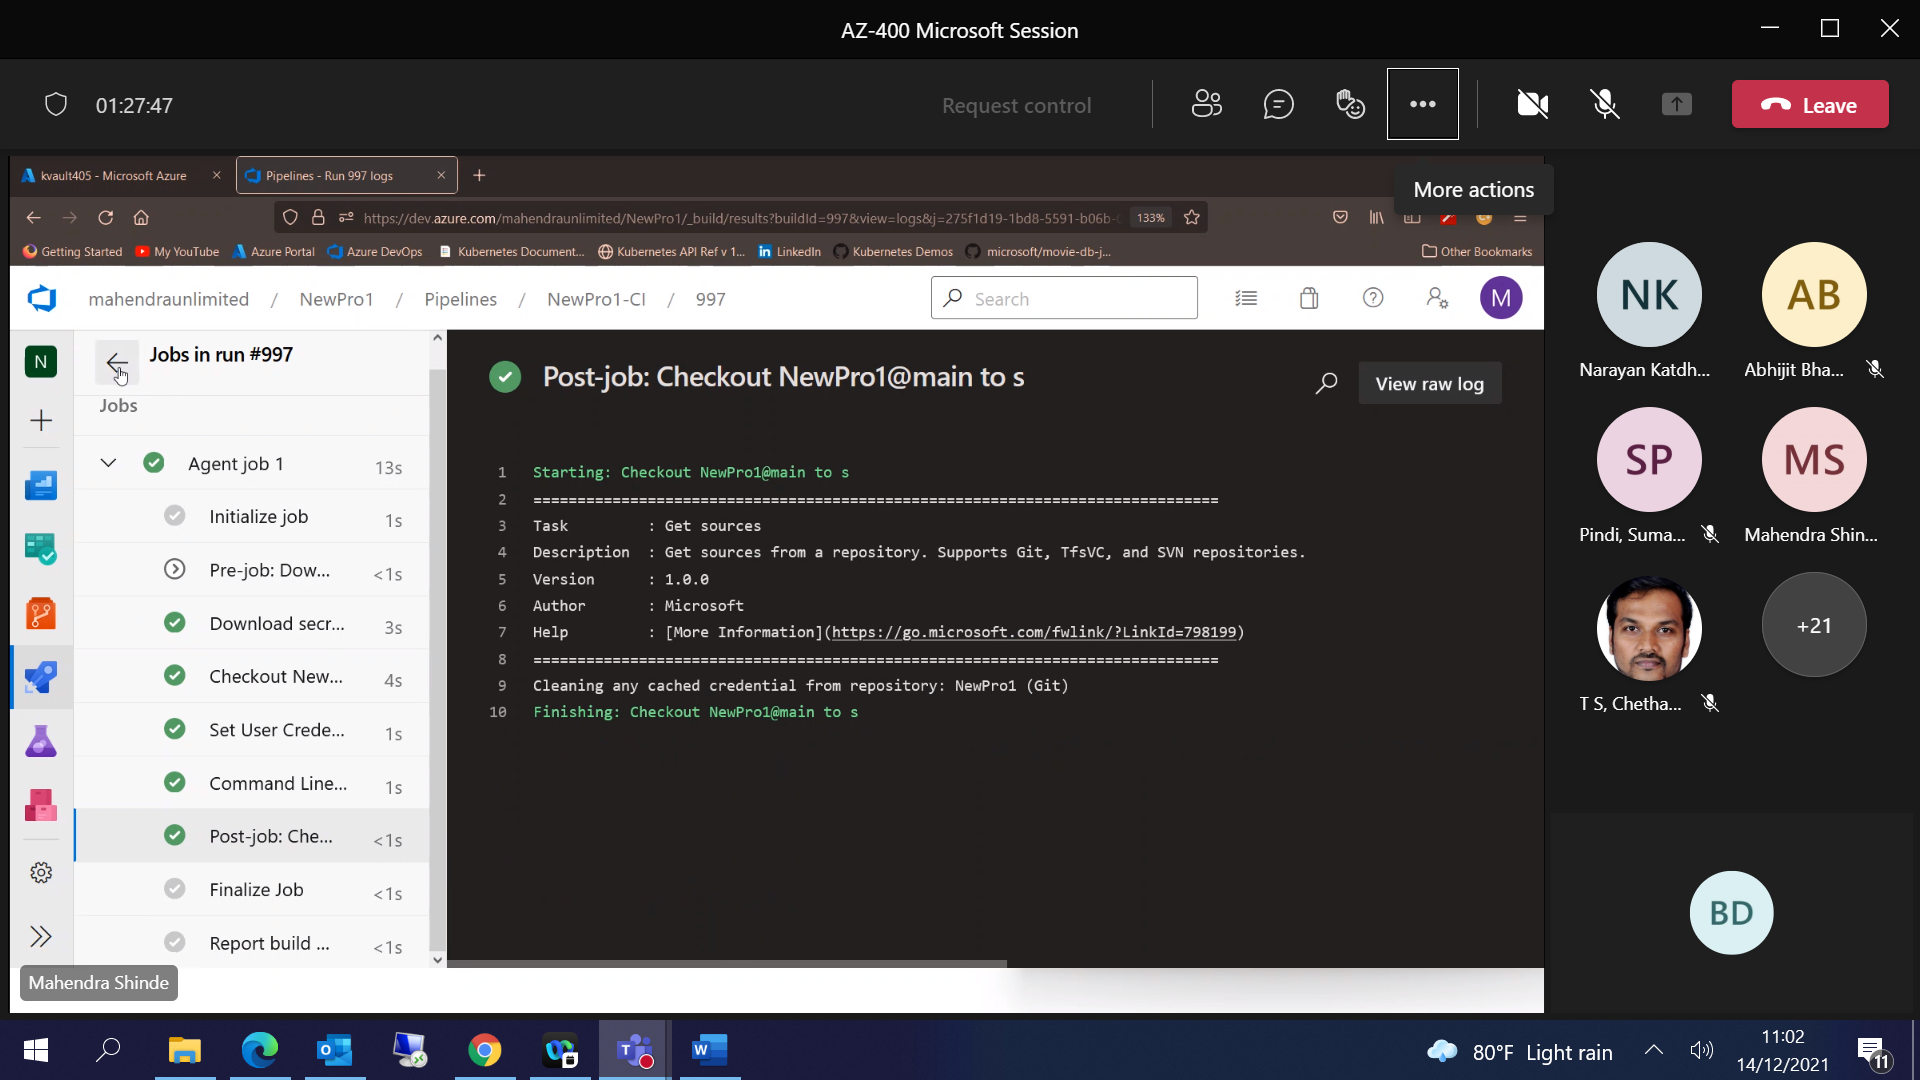 AZ-400 Microsoft Session
01:27:47
Request control
Leave
More actions
kvault405 - Microsoft Azure
Pipelines - Run 997 logs
https://dev.azure.com/mahendraunlimited/NewPro1/_build/results?buildId=997&view=logs&j=275f1d19-1bd8-5591-b06b-
133%
Getting Started
My YouTube
Azure Portal
Azure DevOps
Kubernetes Document...
Kubernetes API Ref v 1...
LinkedIn
Kubernetes Demos
microsoft/movie-db-j...
Other Bookmarks
mahendraunlimited / NewPro1 / Pipelines / NewPro1-CI / 997
Search
M
N
Jobs in run #997
Jobs
Agent job 1 13s
Initialize job 1s
Pre-job: Dow... <1s
Download secr... 3s
Checkout New... 4s
Set User Crede... 1s
Command Line... 1s
Post-job: Che... <1s
Finalize Job <1s
Report build ... <1s
Mahendra Shinde
Post-job: Checkout NewPro1@main to s
View raw log
1 Starting: Checkout NewPro1@main to s
2 ==============================================================================
3 Task : Get sources
4 Description : Get sources from a repository. Supports Git, TfsVC, and SVN repositories.
5 Version : 1.0.0
6 Author : Microsoft
7 Help : [More Information](https://go.microsoft.com/fwlink/?LinkId=798199)
8 ==============================================================================
9 Cleaning any cached credential from repository: NewPro1 (Git)
10 Finishing: Checkout NewPro1@main to s
NK
Narayan Katdh...
AB
Abhijit Bha...
SP
Pindi, Suma...
MS
Mahendra Shin...
T S, Chetha...
+21
BD
80°F Light rain
11:02
14/12/2021
11